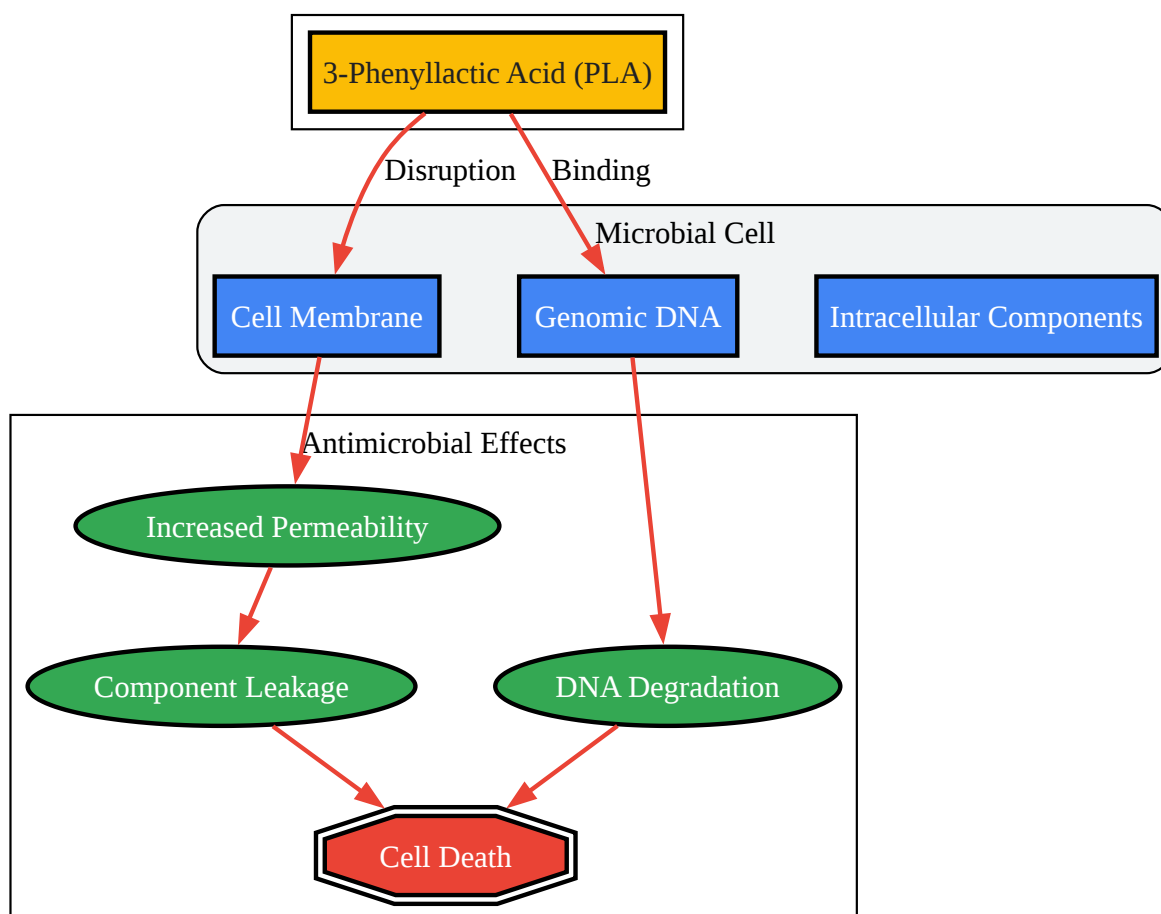 3-Phenyllactic Acid (PLA)
Disruption
Binding
Microbial Cell
Cell Membrane
Genomic DNA
Intracellular Components
Antimicrobial Effects
Increased Permeability
Component Leakage
DNA Degradation
Cell Death